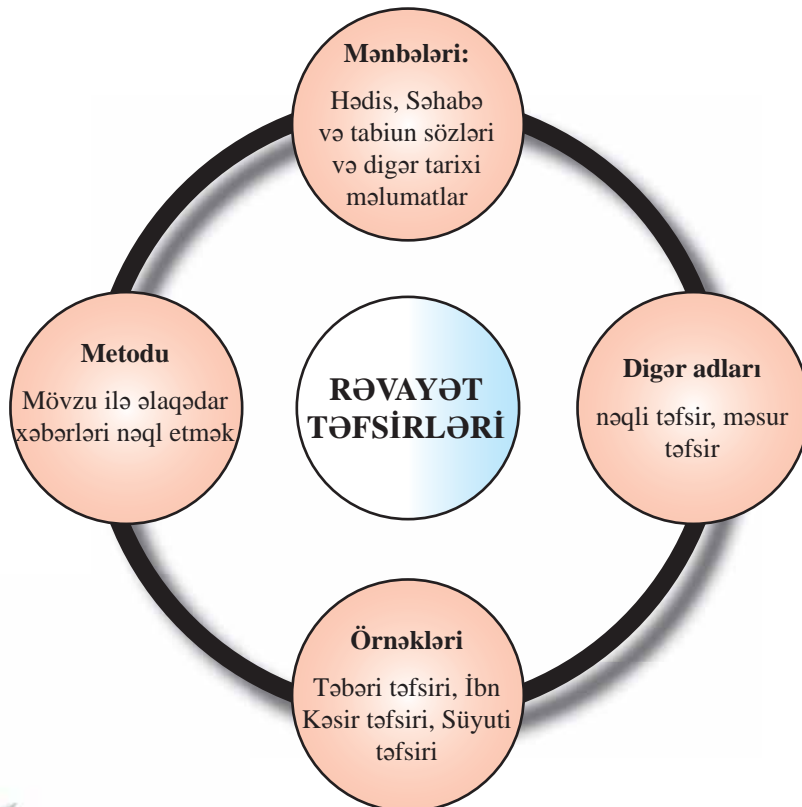 Mənbələri:
Hədis, Səhabə
və tabiun sözləri
və digər tarixi
məlumatlar
Metodu
Mövzu ilə əlaqədar
xəbərləri nəql etmək
RƏVAYƏT
TƏFSİRLƏRİ
Digər adları
nəqli təfsir, məsur
təfsir
Örnəkləri
Təbəri təfsiri, İbn
Kəsir təfsiri, Süyuti
təfsiri